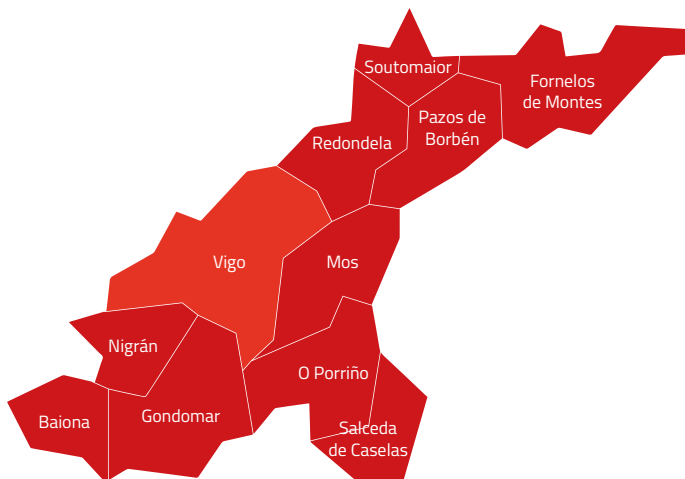 Soutomaior
Fornelos
de Montes
Pazos de
Borbén
Redondela
Vigo
Mos
Nigrán
O Porriño
Baiona
Gondomar
Salceda
de Caselas